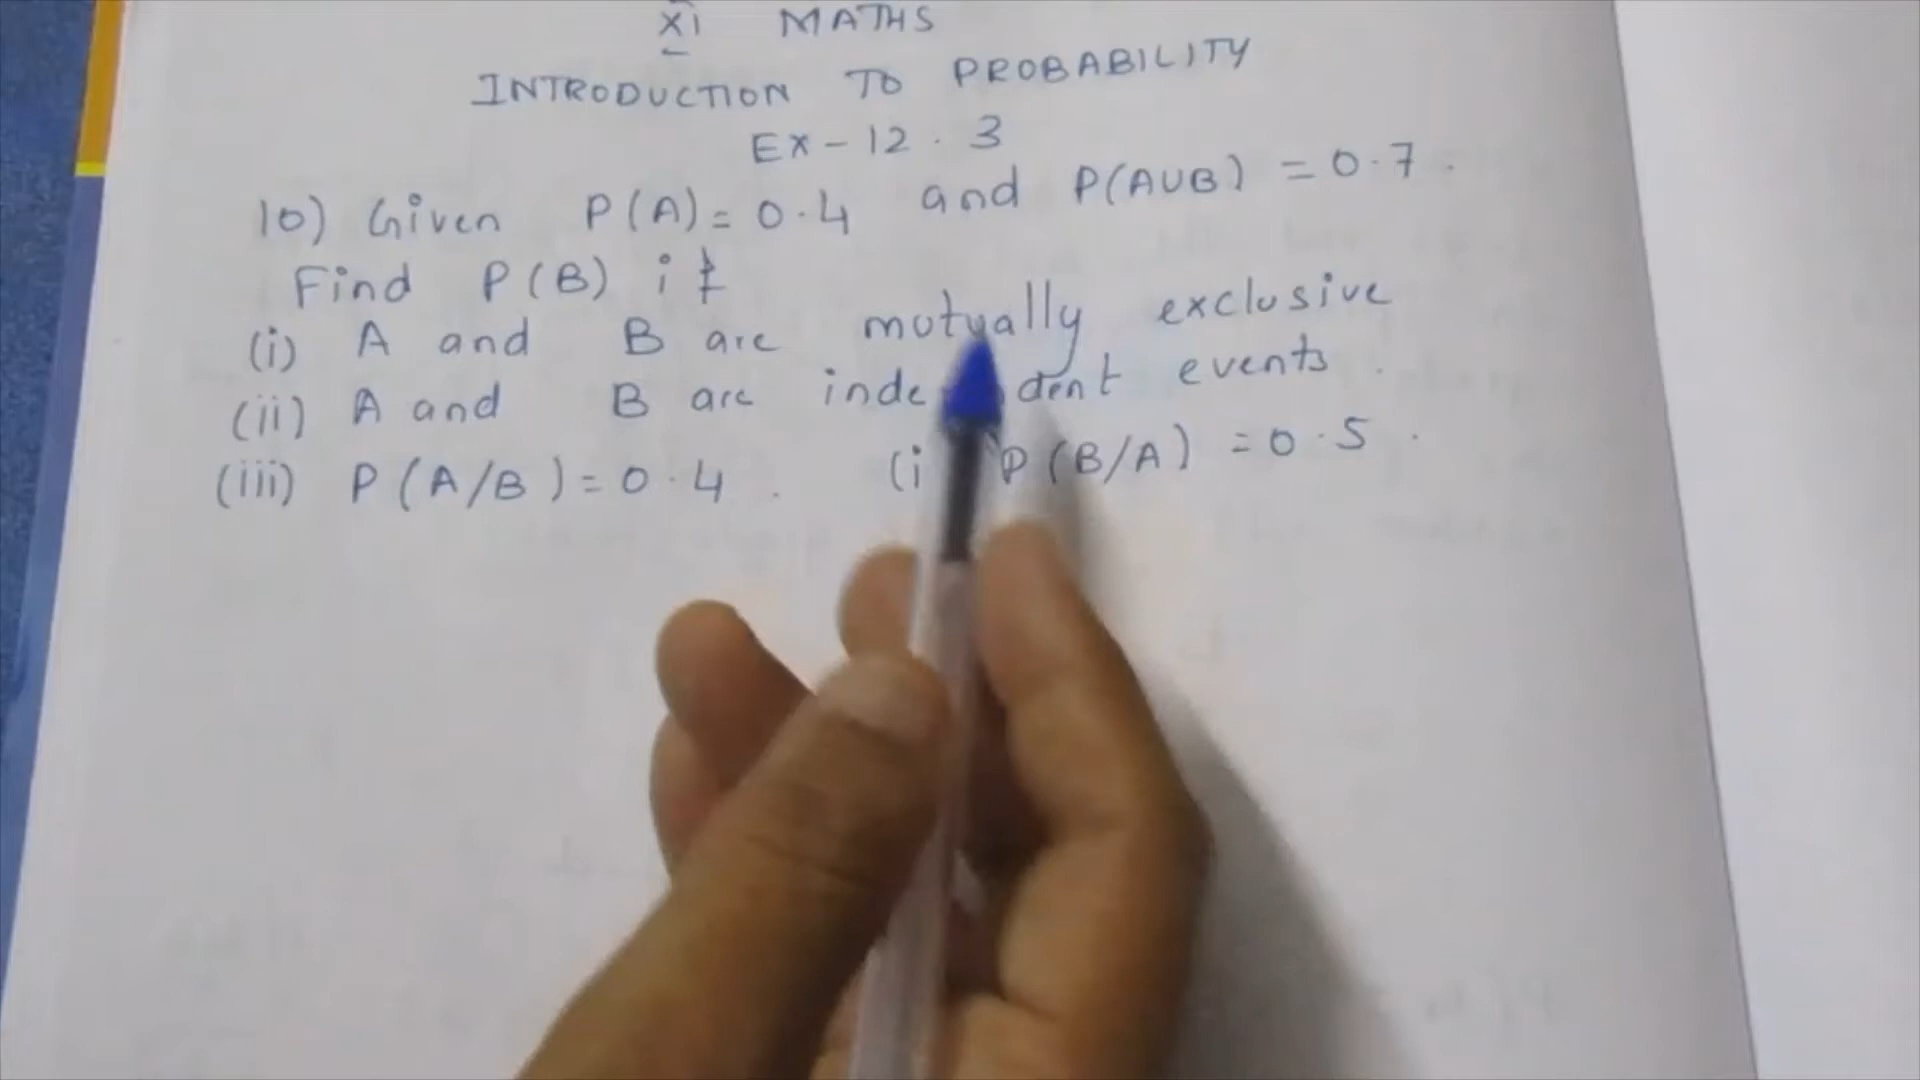 XI MATHS
INTRODUCTION TO PROBABILITY
EX-12.3
10) Given P(A)=0.4 and P(AUB) =0.7.
Find P(B) if
(i) A and B are mutually exclusive
(ii) A and B are events.
(iii) P(A/B)=0.4. (i P(B/A) =0.5.